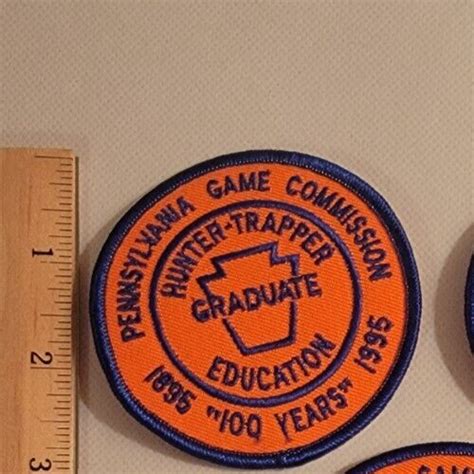 PENNSYLVANIA GAME COMMISSION
HUNTER-TRAPPER
GRADUATE
EDUCATION
1895 "100 YEARS" 1995
1
2
3